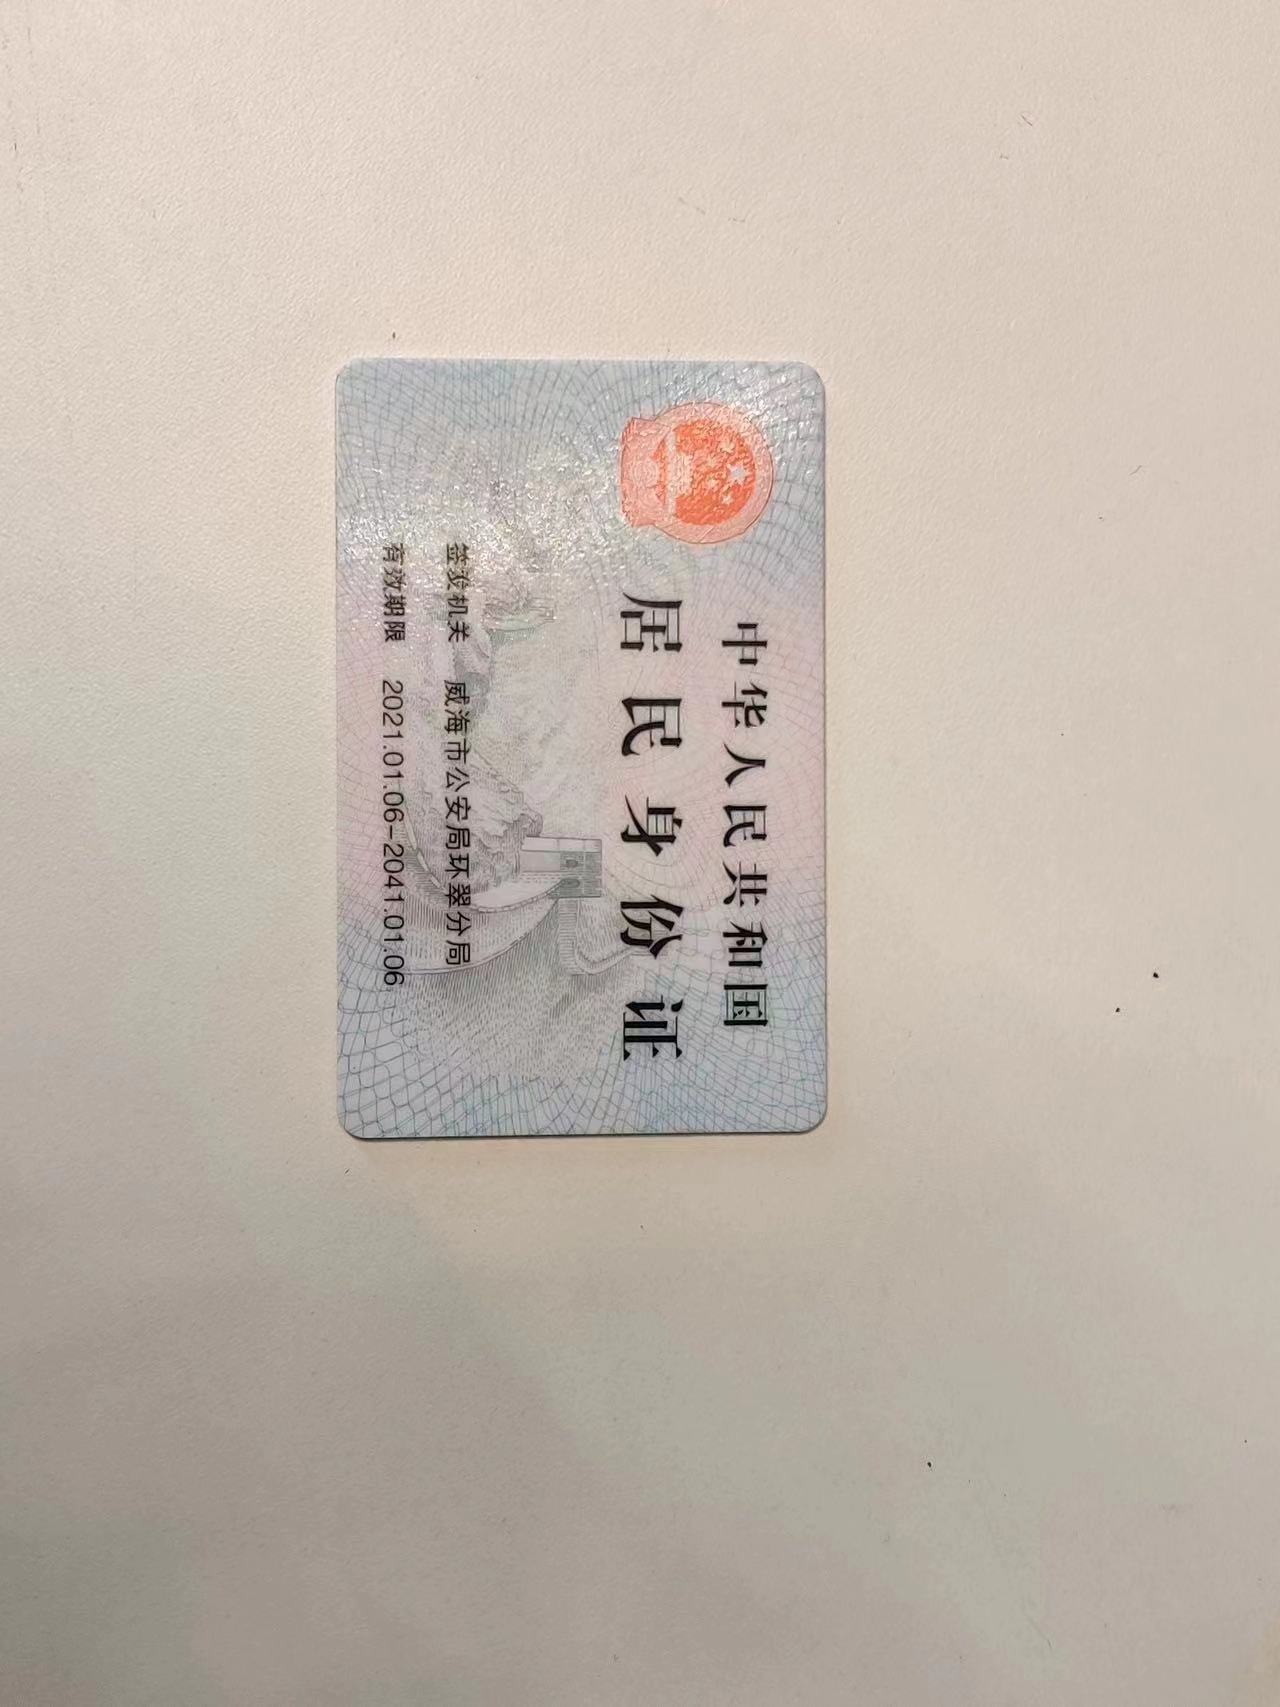 中华人民共和国
居民身份证
签发机关 威海市公安局环翠分局
有效期限 2021.01.06-2041.01.06